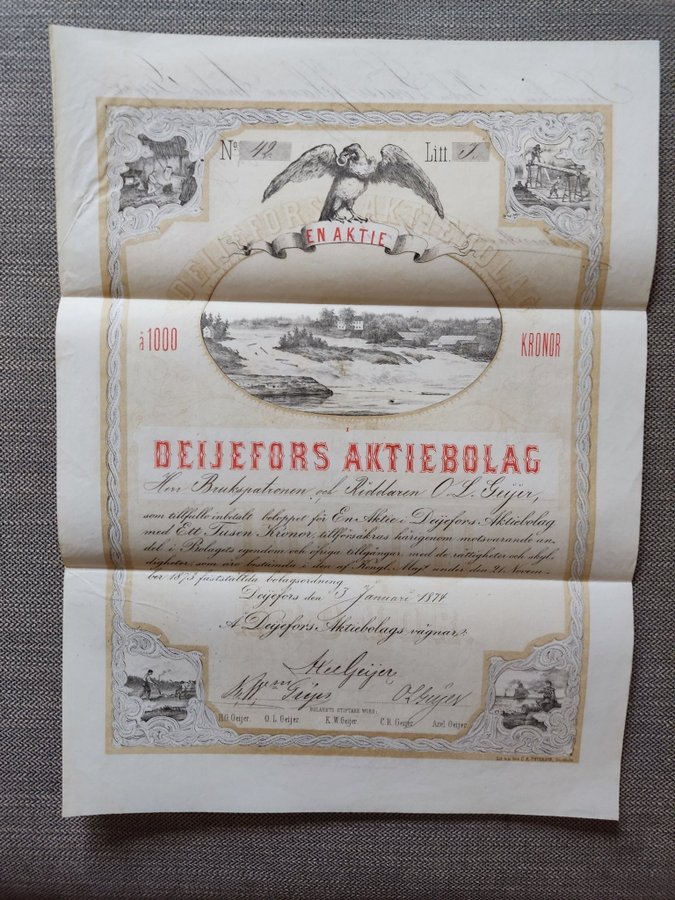 No 42 Litt. J.
DEIJEFORS AKTIEBOLAG
EN AKTIE
à 1000 KRONOR
I
DEIJEFORS AKTIEBOLAG
Herr Brukspatronen och Riddaren O. L. Geijer,
som tillfullo inbetalt beloppet för En Aktie i Deijefors Aktiebolag
med Ett Tusen Kronor, tillförsäkras härigenom motsvarande an-
del i Bolagets egendom och öfriga tillgångar, med de rättigheter och skyl-
digheter, som äro bestämda i den af Kongl. Maj:t under den 21 Novem-
ber 1873 fastställda bolagsordning.
Deijefors den 3 Januari 1874.
Å Deijefors Aktiebolags vägnar:
Geijer
Geijer O L Geijer
BOLAGETS STIFTARE WORO:
H.G. Geijer. O. L. Geijer. K. W. Geijer. C. R. Geijer. Axel Geijer.